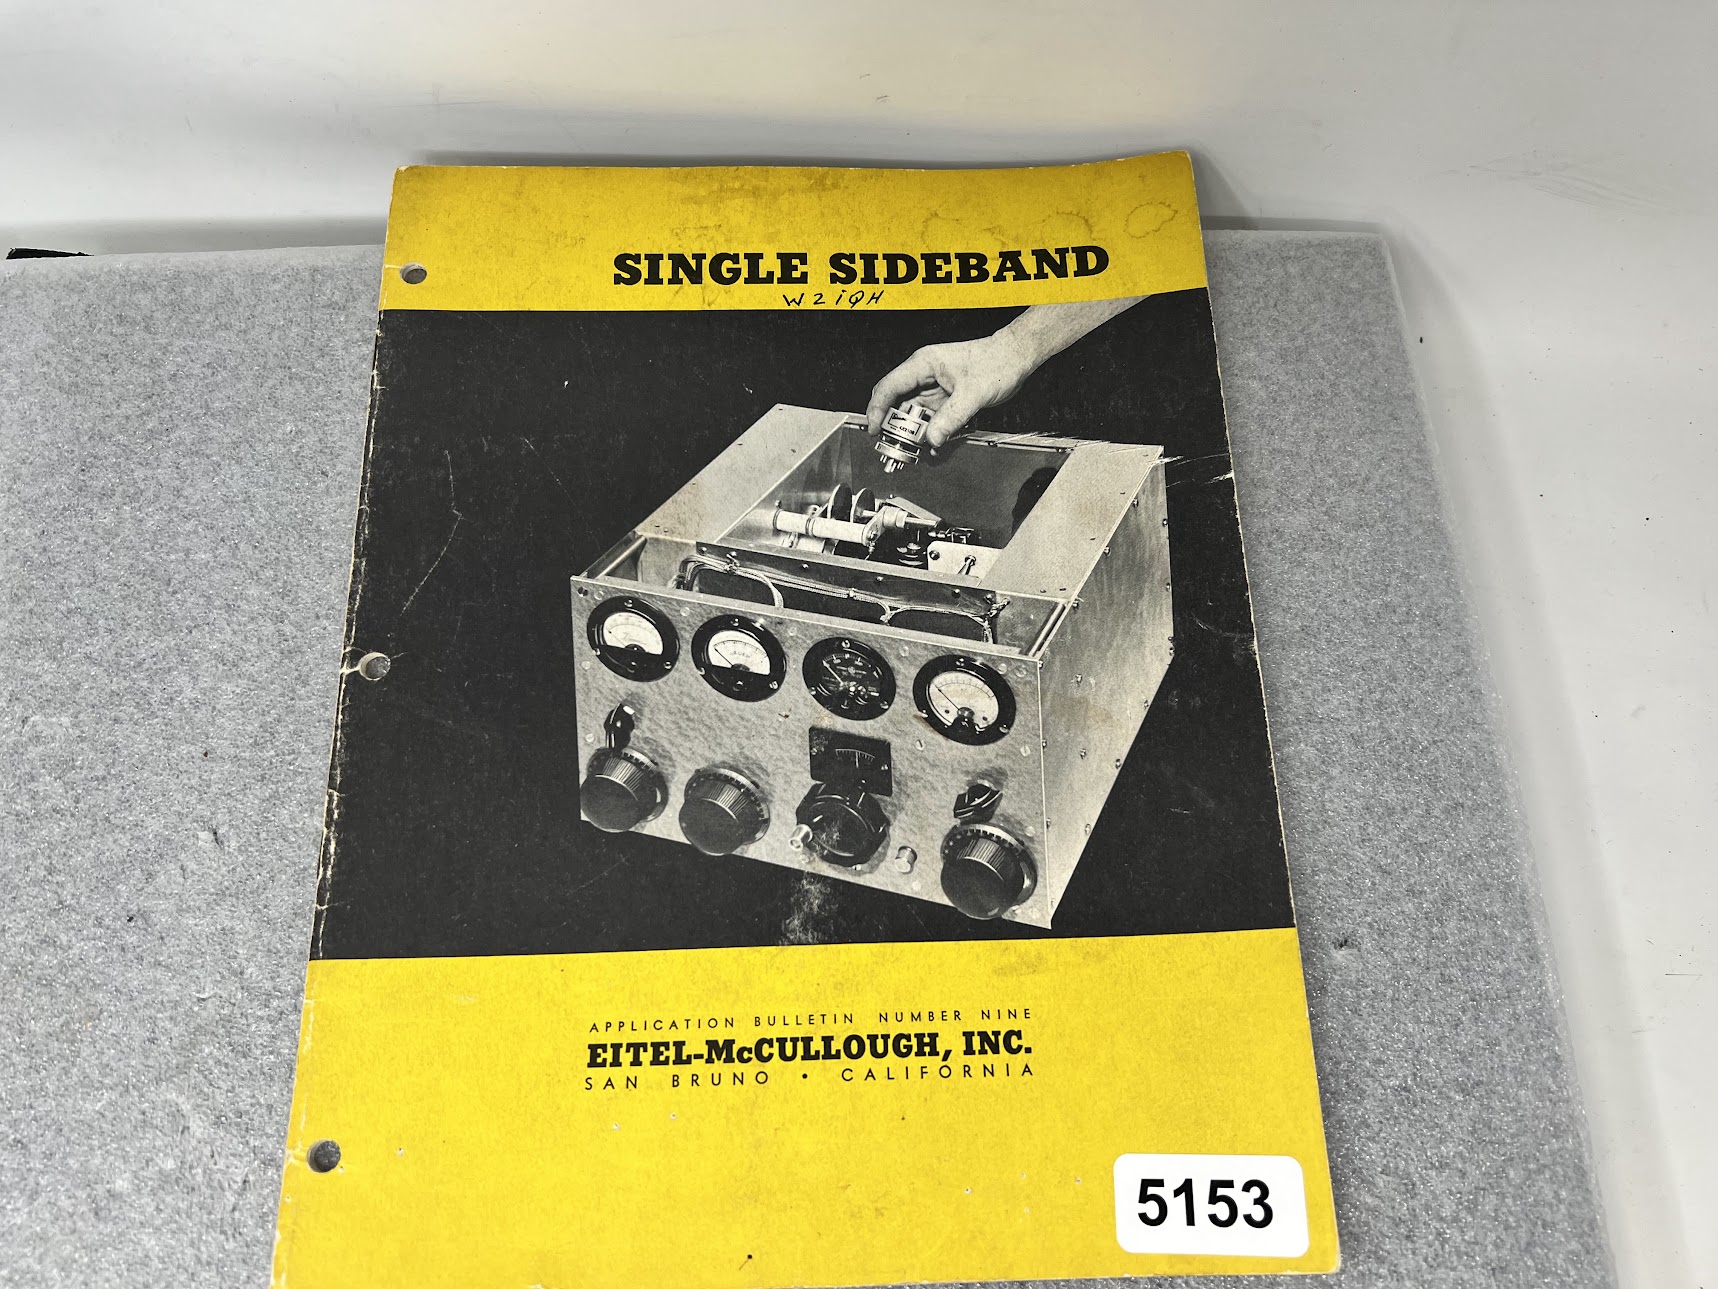 SINGLE SIDEBAND
W2iQH
APPLICATION BULLETIN NUMBER NINE
EITEL-McCULLOUGH, INC.
SAN BRUNO • CALIFORNIA
5153